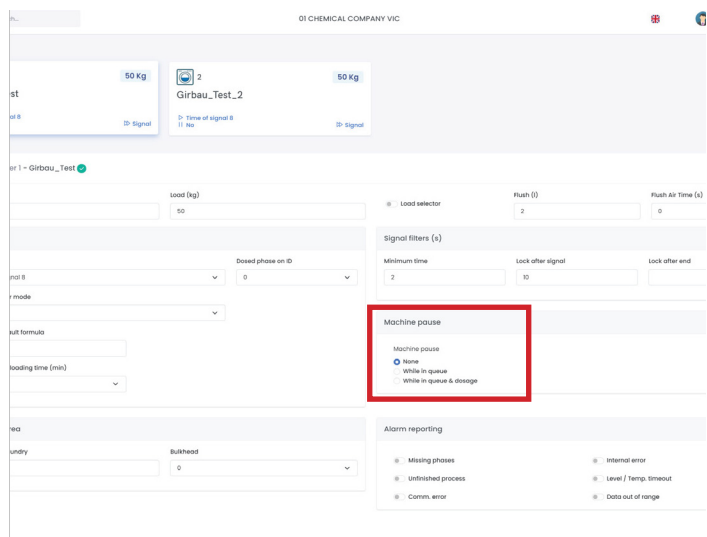 n...
01 CHEMICAL COMPANY VIC
50 Kg
2
50 Kg
st
Girbau_Test_2
al 8
Signal
Time of signal 8
No
Signal
er 1 - Girbau_Test
Load (kg)
50
Load selector
Flush (l)
2
Flush Air Time (s)
0
Signal filters (s)
Dosed phase on ID
gnal 8
0
Minimum time
2
Lock after signal
10
Lock after end
r mode
Machine pause
ault formula
Machine pause
None
While in queue
While in queue & dosage
loading time (min)
rea
Alarm reporting
undry
Bulkhead
0
Missing phases
Internal error
Unfinished process
Level / Temp. timeout
Comm. error
Data out of range